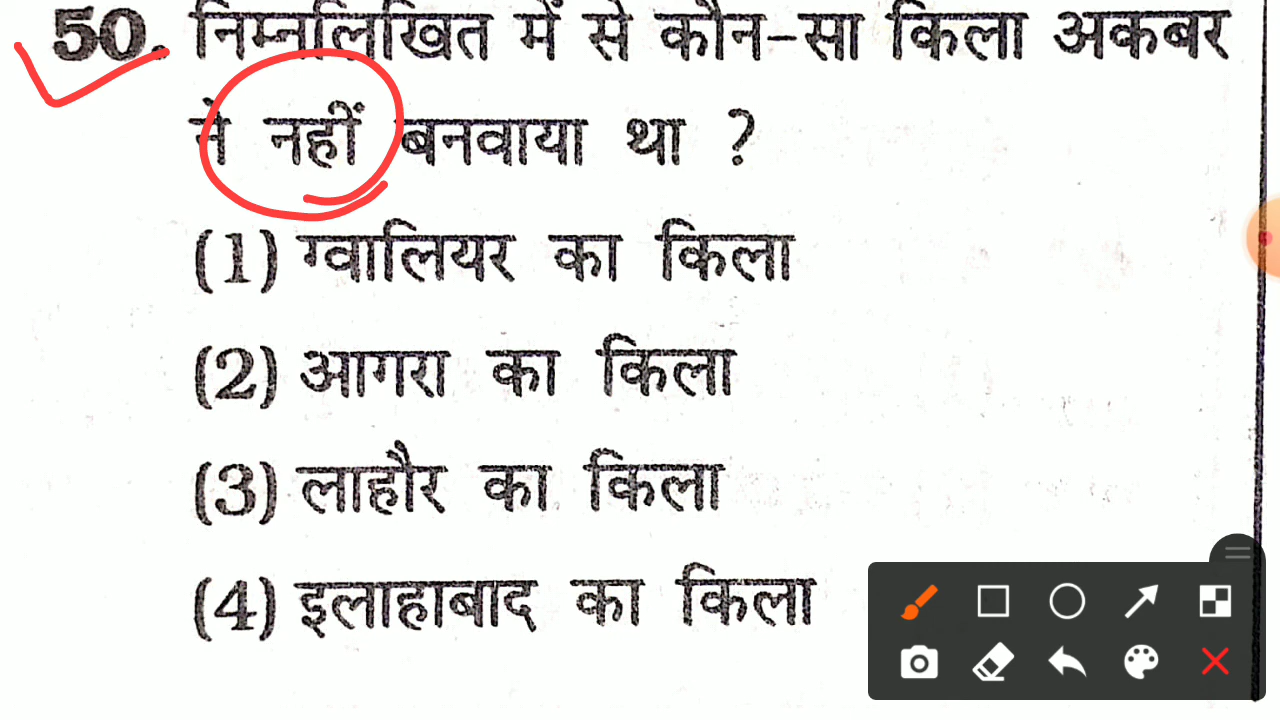 50. निम्नलिखित में से कौन-सा किला अकबर
ने नहीं बनवाया था ?
(1) ग्वालियर का किला
(2) आगरा का किला
(3) लाहौर का किला
(4) इलाहाबाद का किला